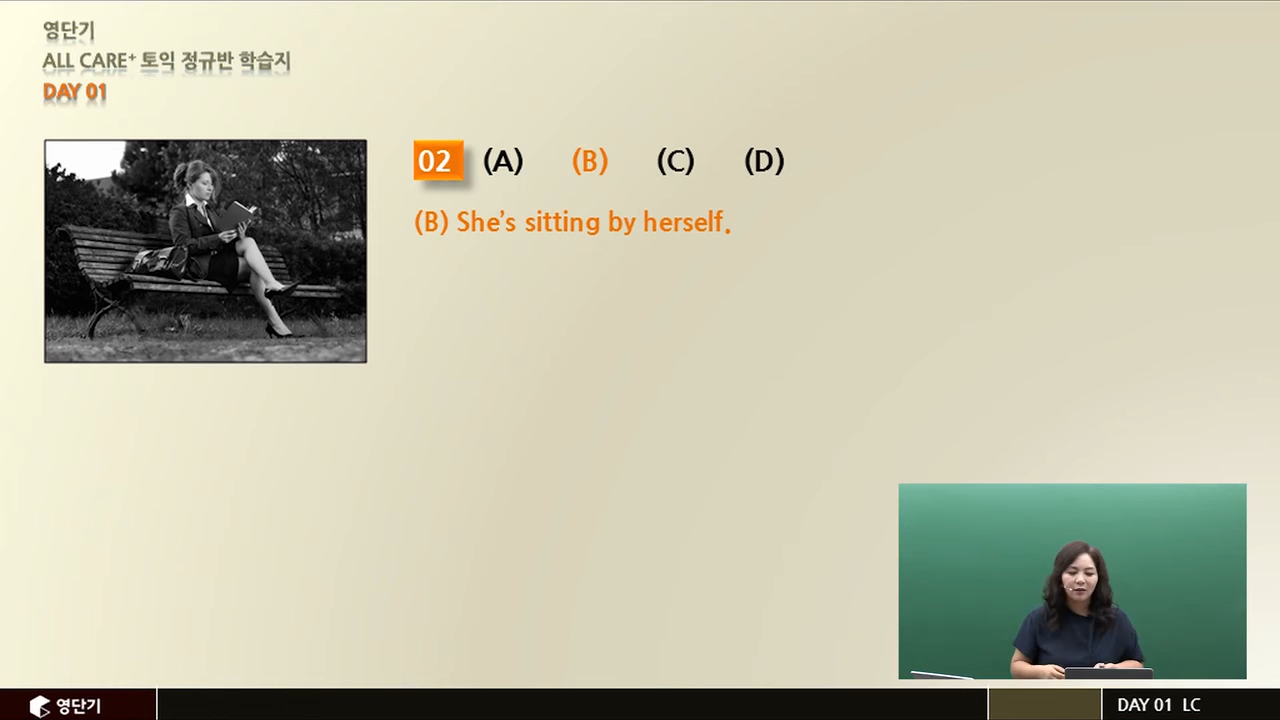 영단기
ALL CARE⁺ 토익 정규반 학습지
DAY 01
02 (A) (B) (C) (D)
(B) She’s sitting by herself.
영단기
DAY 01 LC